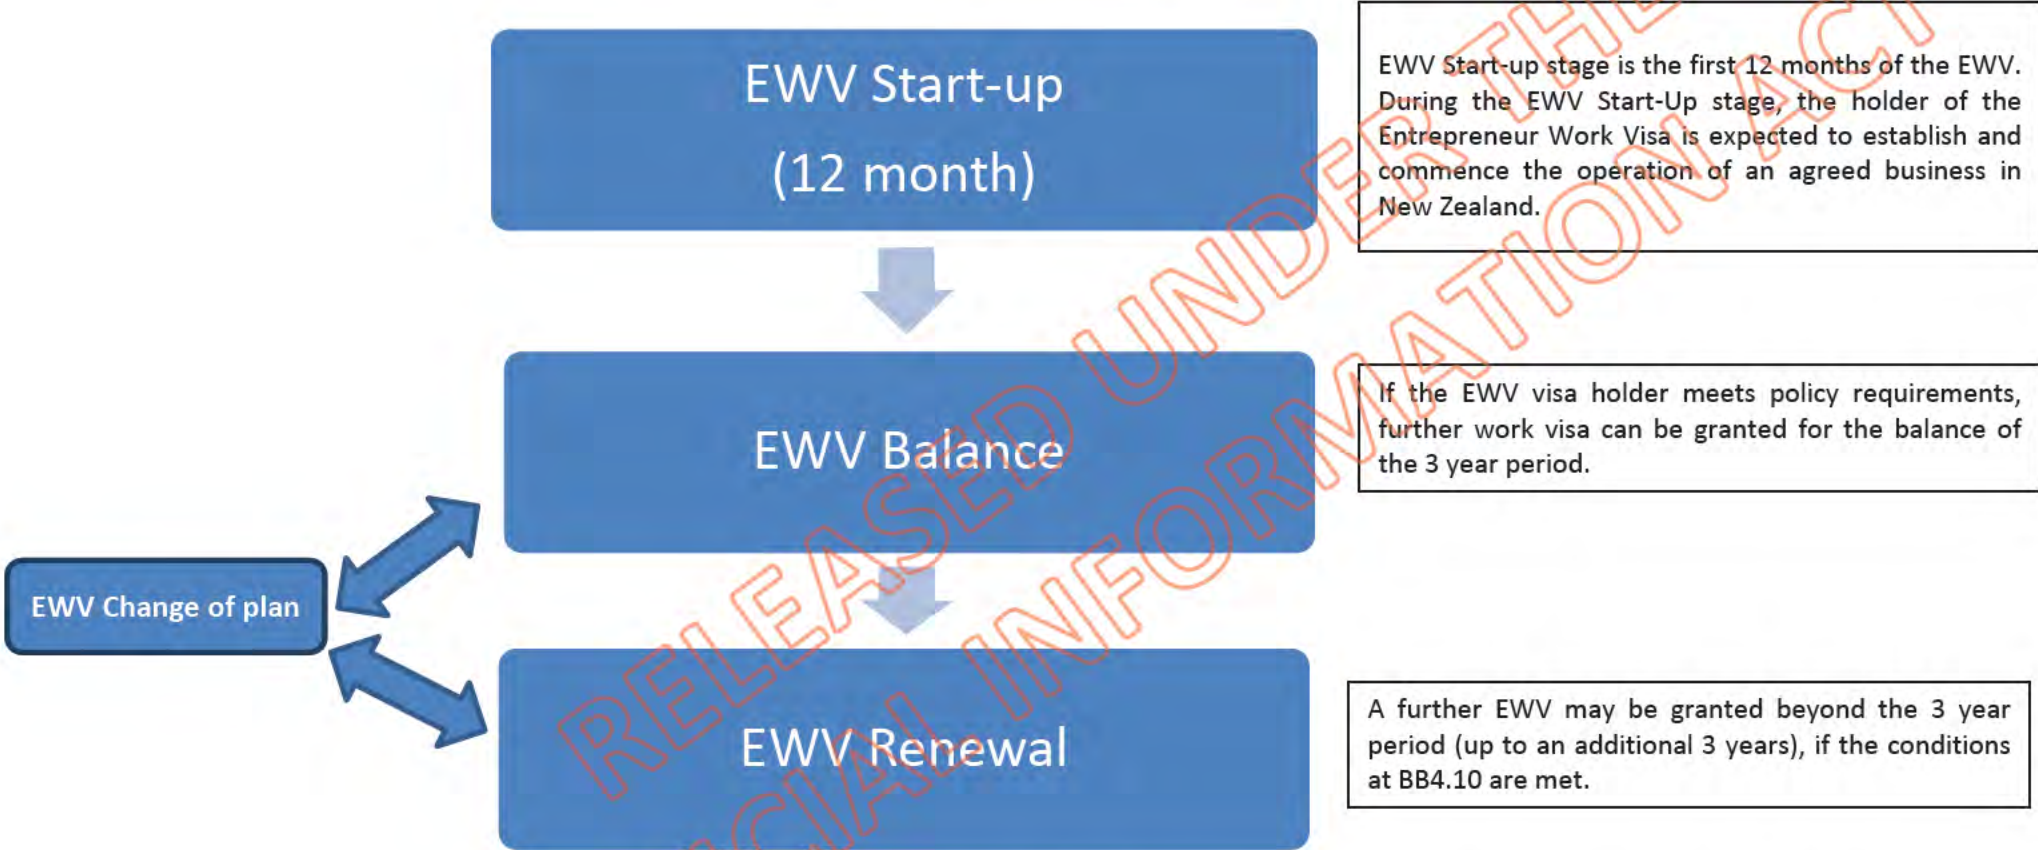 EWV Start-up
(12 month)
EWV Start-up stage is the first 12 months of the EWV.
During the EWV Start-Up stage, the holder of the
Entrepreneur Work Visa is expected to establish and
commence the operation of an agreed business in
New Zealand.
EWV Balance
If the EWV visa holder meets policy requirements,
further work visa can be granted for the balance of
the 3 year period.
EWV Change of plan
EWV Renewal
A further EWV may be granted beyond the 3 year
period (up to an additional 3 years), if the conditions
at BB4.10 are met.
RELEASED UNDER THE
INFORMATION ACT